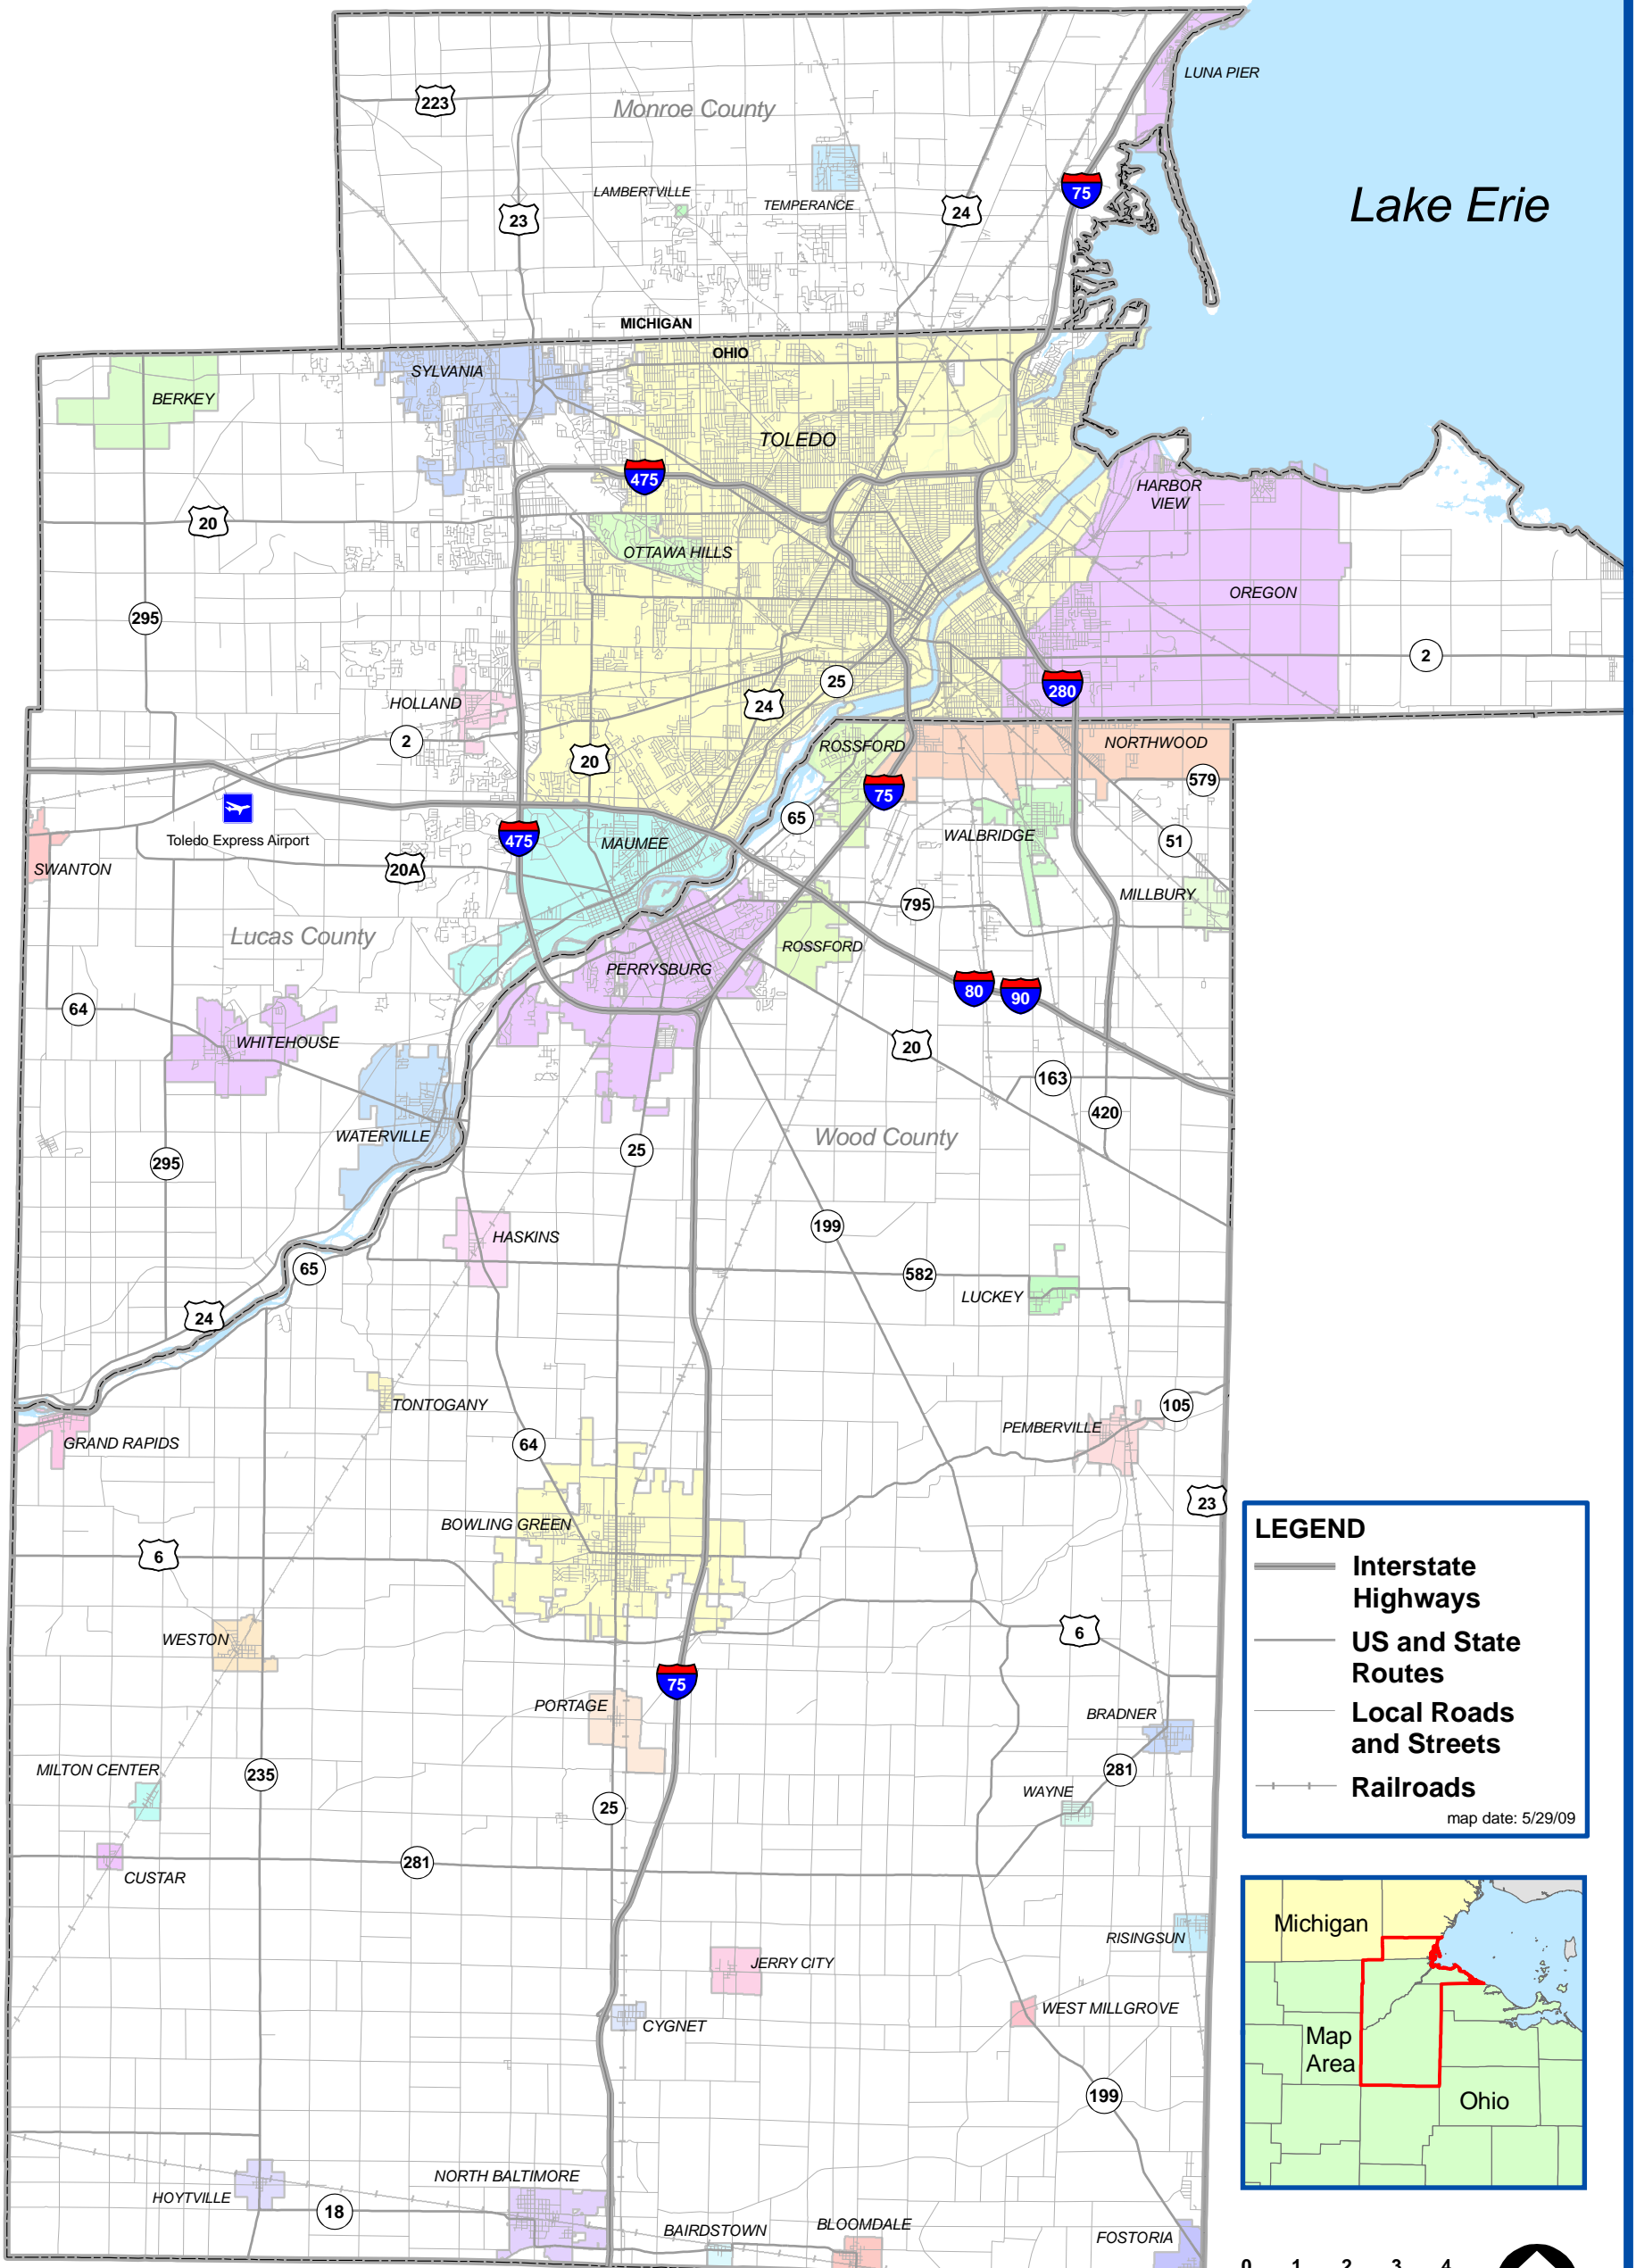 LUNA PIER
223
Monroe County
75
LAMBERTVILLE
TEMPERANCE
23
24
Lake Erie
MICHIGAN
OHIO
SYLVANIA
BERKEY
TOLEDO
475
HARBOR
VIEW
20
OTTAWA HILLS
OREGON
295
2
25
280
HOLLAND
24
2
ROSSFORD
NORTHWOOD
20
579
75
Toledo Express Airport
65
475
MAUMEE
WALBRIDGE
51
SWANTON
20A
MILLBURY
795
Lucas County
ROSSFORD
PERRYSBURG
80
90
64
WHITEHOUSE
20
163
420
WATERVILLE
Wood County
25
295
199
HASKINS
65
582
LUCKEY
24
TONTOGANY
105
PEMBERVILLE
GRAND RAPIDS
64
23
BOWLING GREEN
6
WESTON
6
75
PORTAGE
BRADNER
MILTON CENTER
235
281
WAYNE
25
281
CUSTAR
RISINGSUN
JERRY CITY
WEST MILLGROVE
CYGNET
199
NORTH BALTIMORE
HOYTVILLE
18
BAIRDSTOWN
BLOOMDALE
FOSTORIA
LEGEND
Interstate
Highways
US and State
Routes
Local Roads
and Streets
Railroads
map date: 5/29/09
Michigan
Map
Area
Ohio
0 1 2 3 4